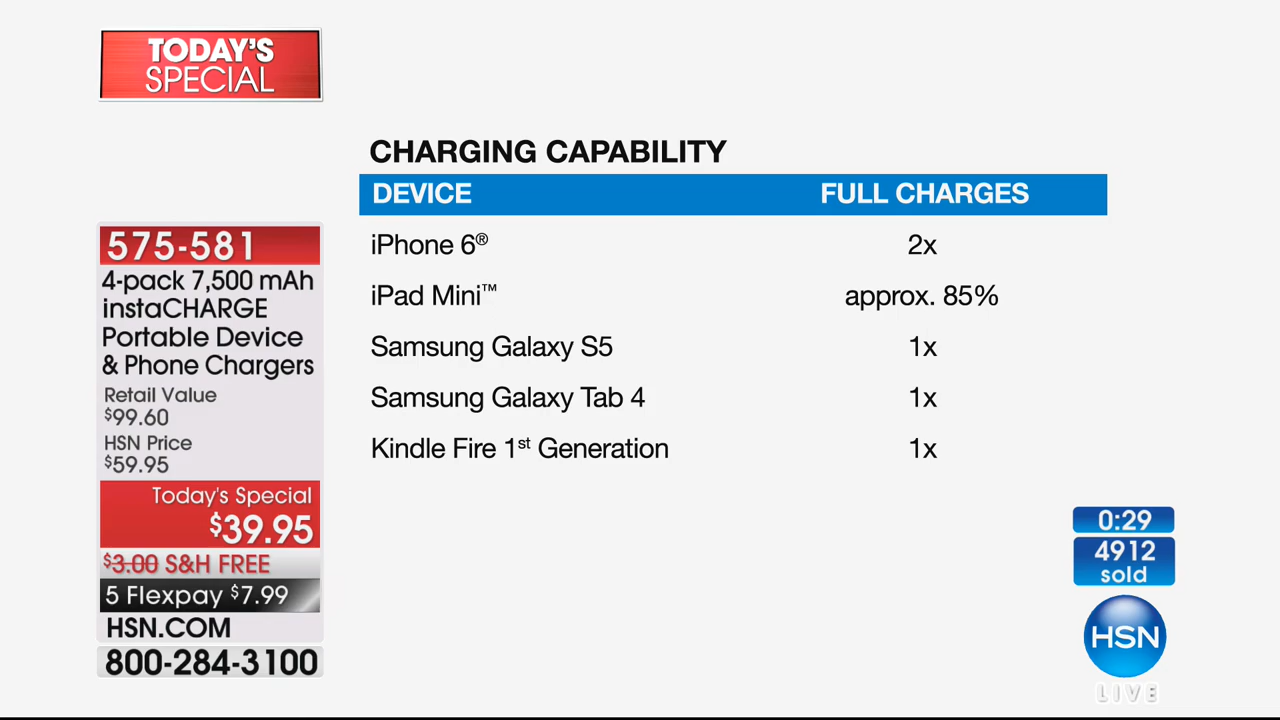 TODAY'S
SPECIAL
CHARGING CAPABILITY
DEVICE FULL CHARGES
iPhone 6® 2x
iPad Mini™ approx. 85%
Samsung Galaxy S5 1x
Samsung Galaxy Tab 4 1x
Kindle Fire 1st Generation 1x
575-581
4-pack 7,500 mAh
instaCHARGE
Portable Device
& Phone Chargers
Retail Value
$99.60
HSN Price
$59.95
Today's Special
$39.95
$3.00 S&H FREE
5 Flexpay $7.99
HSN.COM
800-284-3100
0:29
4912
sold
HSN
LIVE